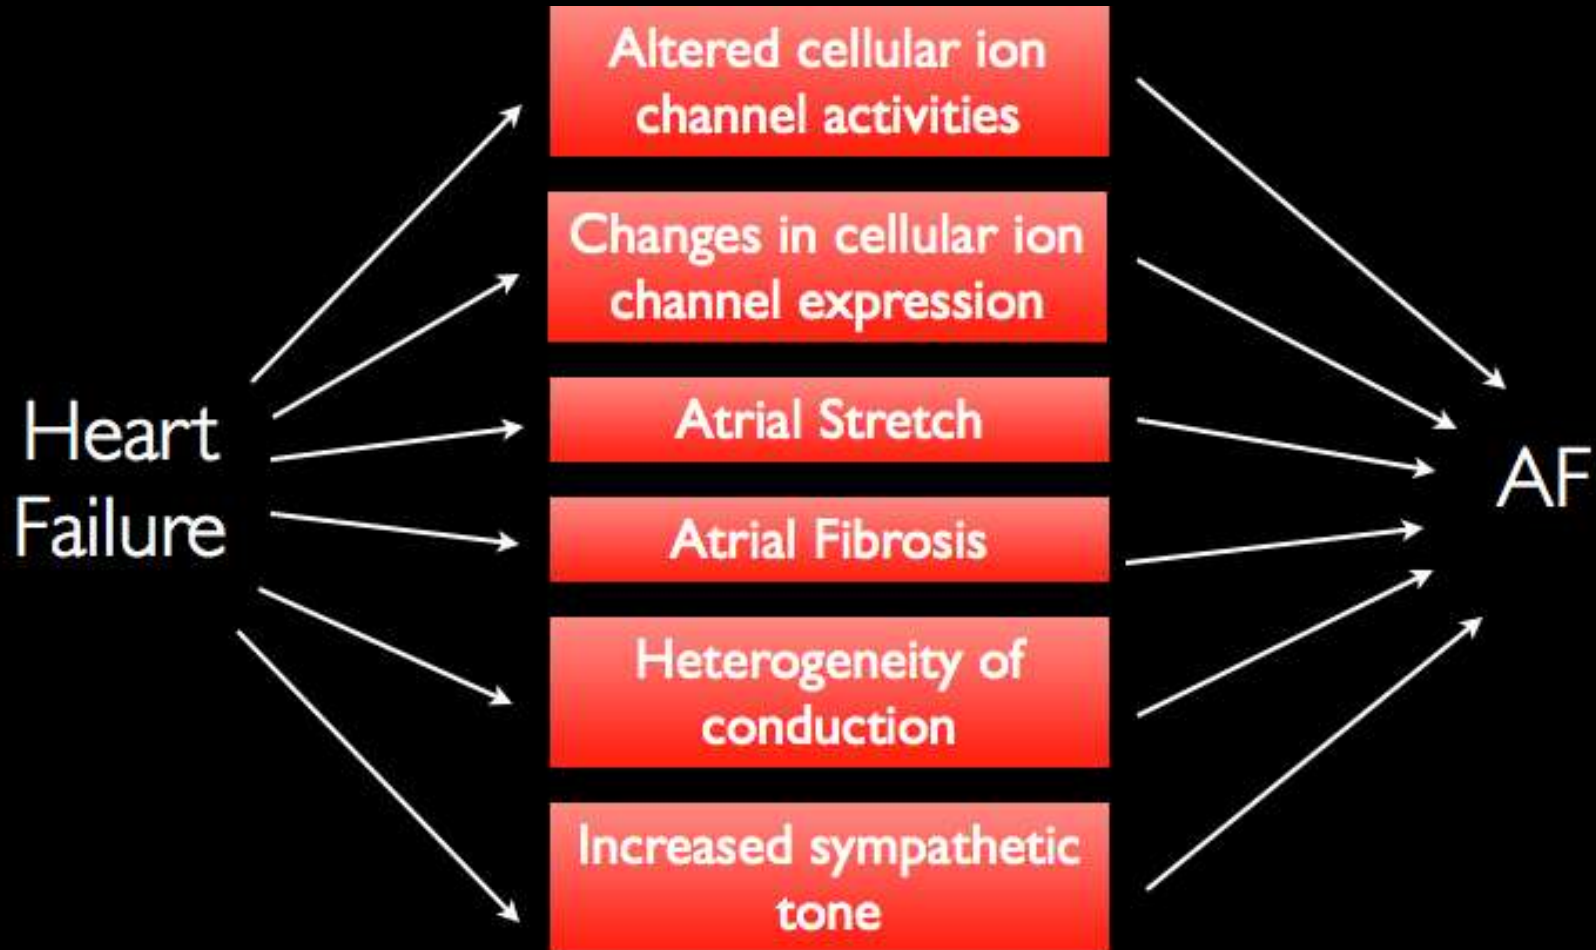 Altered cellular ion
channel activities
Changes in cellular ion
channel expression
Heart
Failure
Atrial Stretch
Atrial Fibrosis
AF
Heterogeneity of
conduction
Increased sympathetic
tone